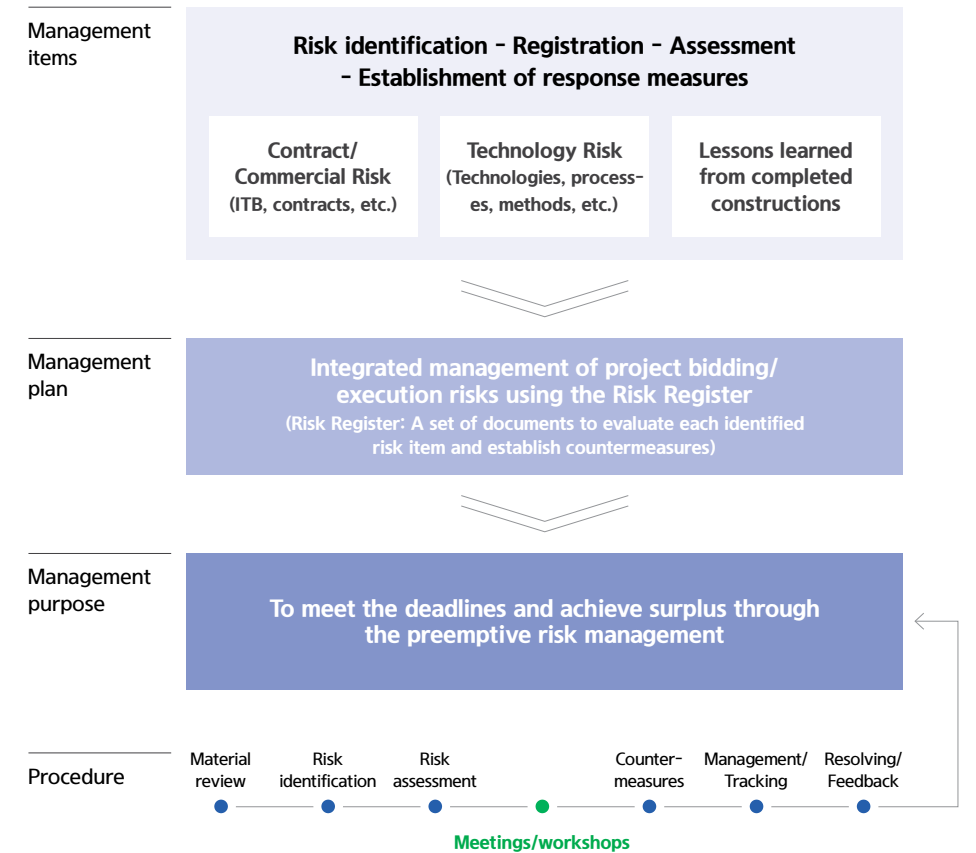 Management
items
Risk identification - Registration - Assessment
- Establishment of response measures
Contract/
Commercial Risk
(ITB, contracts, etc.)
Technology Risk
(Technologies, process-
es, methods, etc.)
Lessons learned
from completed
constructions
Management
plan
Integrated management of project bidding/
execution risks using the Risk Register
(Risk Register: A set of documents to evaluate each identified
risk item and establish countermeasures)
Management
purpose
To meet the deadlines and achieve surplus through
the preemptive risk management
Procedure
Material
review
Risk
identification
Risk
assessment
Meetings/workshops
Counter-
measures
Management/
Tracking
Resolving/
Feedback